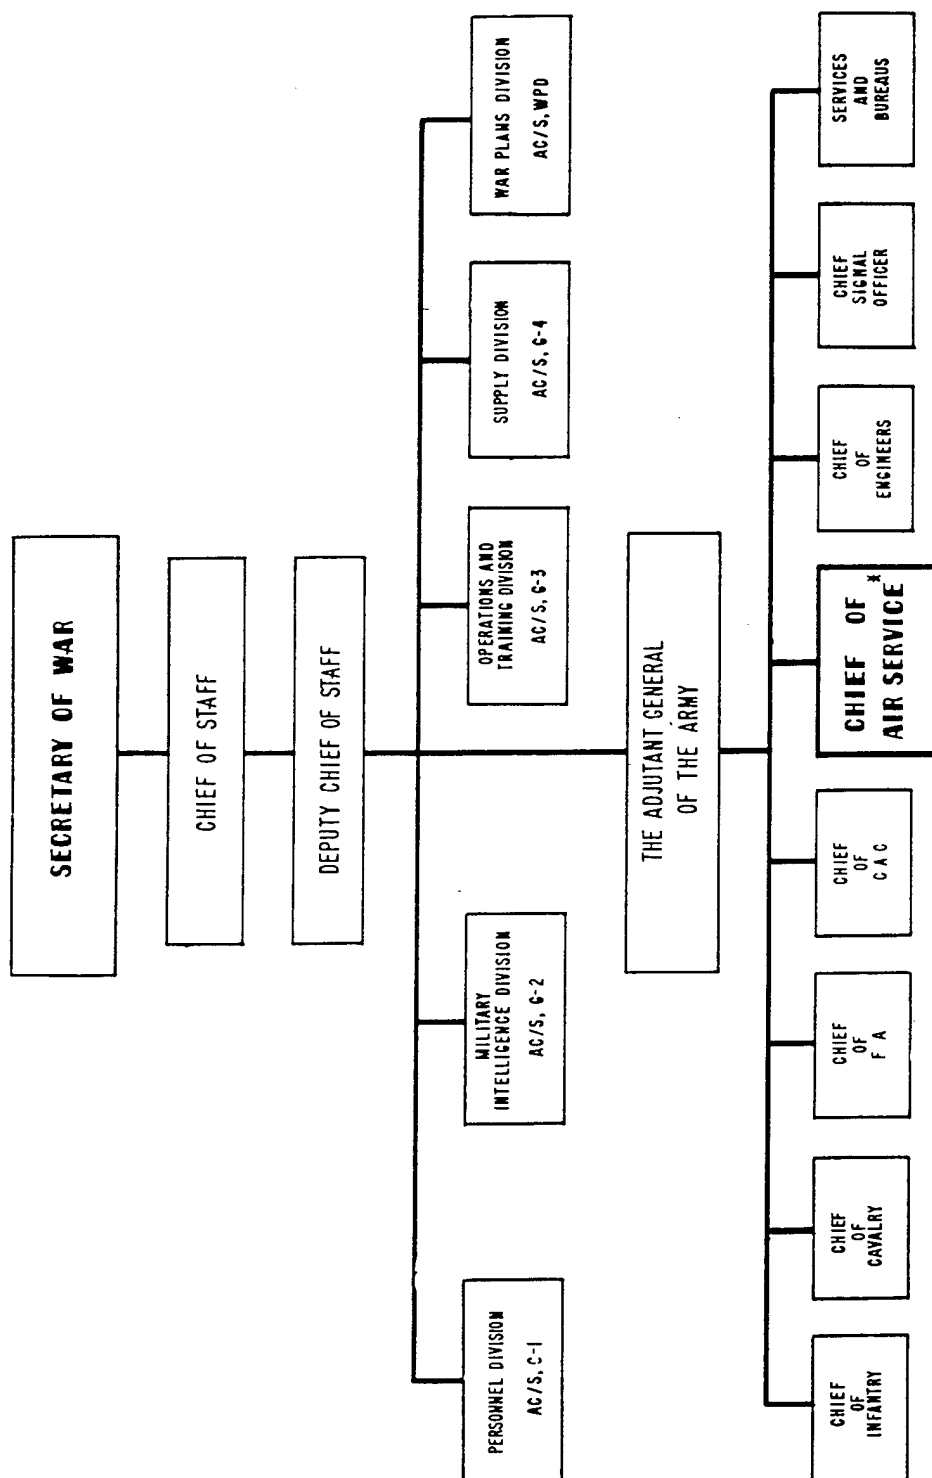 SECRETARY OF WAR
CHIEF OF STAFF
DEPUTY CHIEF OF STAFF
PERSONNEL DIVISION
AC/S, G-1
MILITARY
INTELLIGENCE DIVISION
AC/S, G-2
OPERATIONS AND
TRAINING DIVISION
AC/S, G-3
SUPPLY DIVISION
AC/S, G-4
WAR PLANS DIVISION
AC/S, WPD
THE ADJUTANT GENERAL
OF THE ARMY
CHIEF
OF
INFANTRY
CHIEF
OF
CAVALRY
CHIEF
OF
F A
CHIEF
OF
C A C
CHIEF OF
AIR SERVICE*
CHIEF
OF
ENGINEERS
CHIEF
SIGNAL
OFFICER
SERVICES
AND
BUREAUS